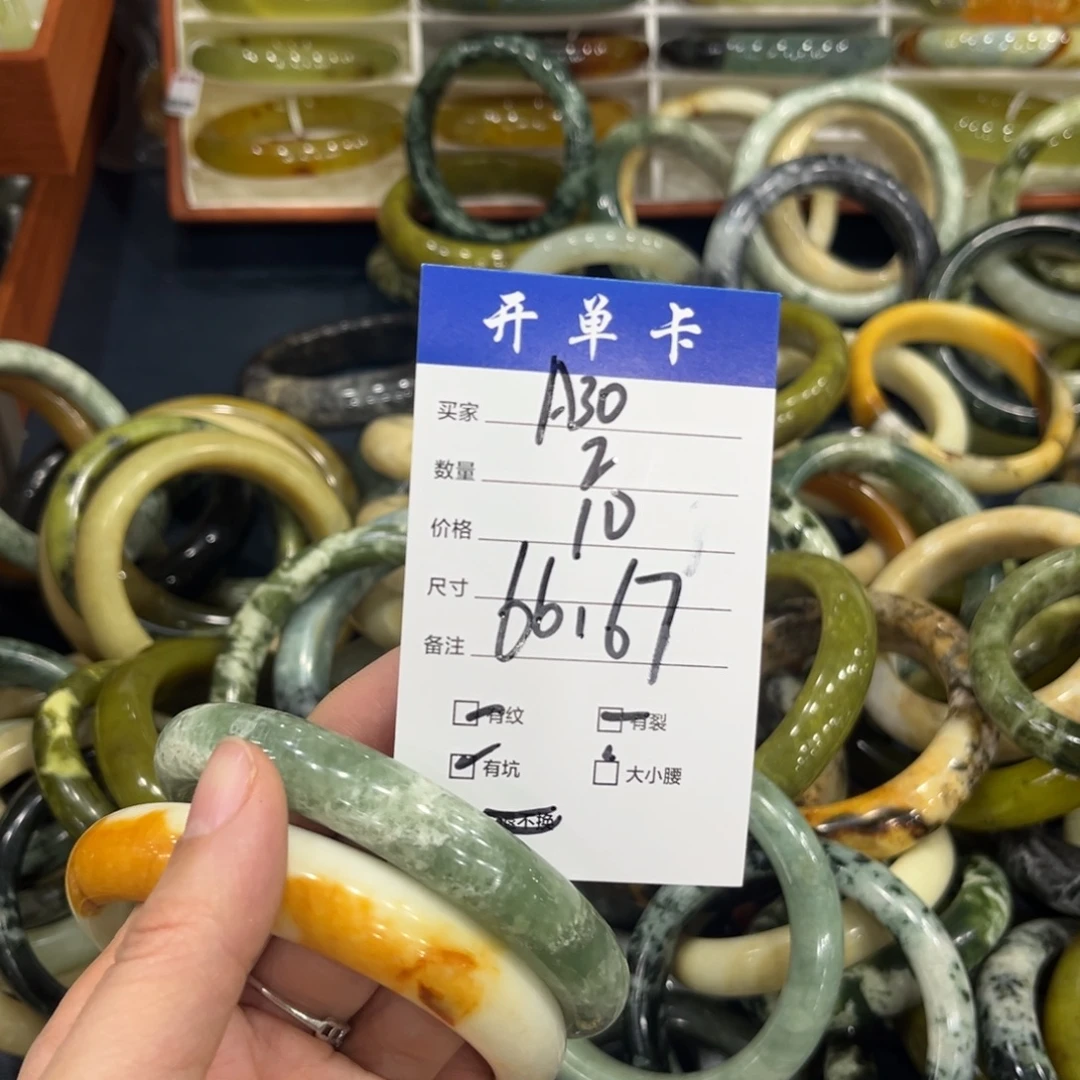 开单卡
买家 A30
数量 2
价格 10
尺寸 66.67
备注
有纹 有裂
有坑 大小腰